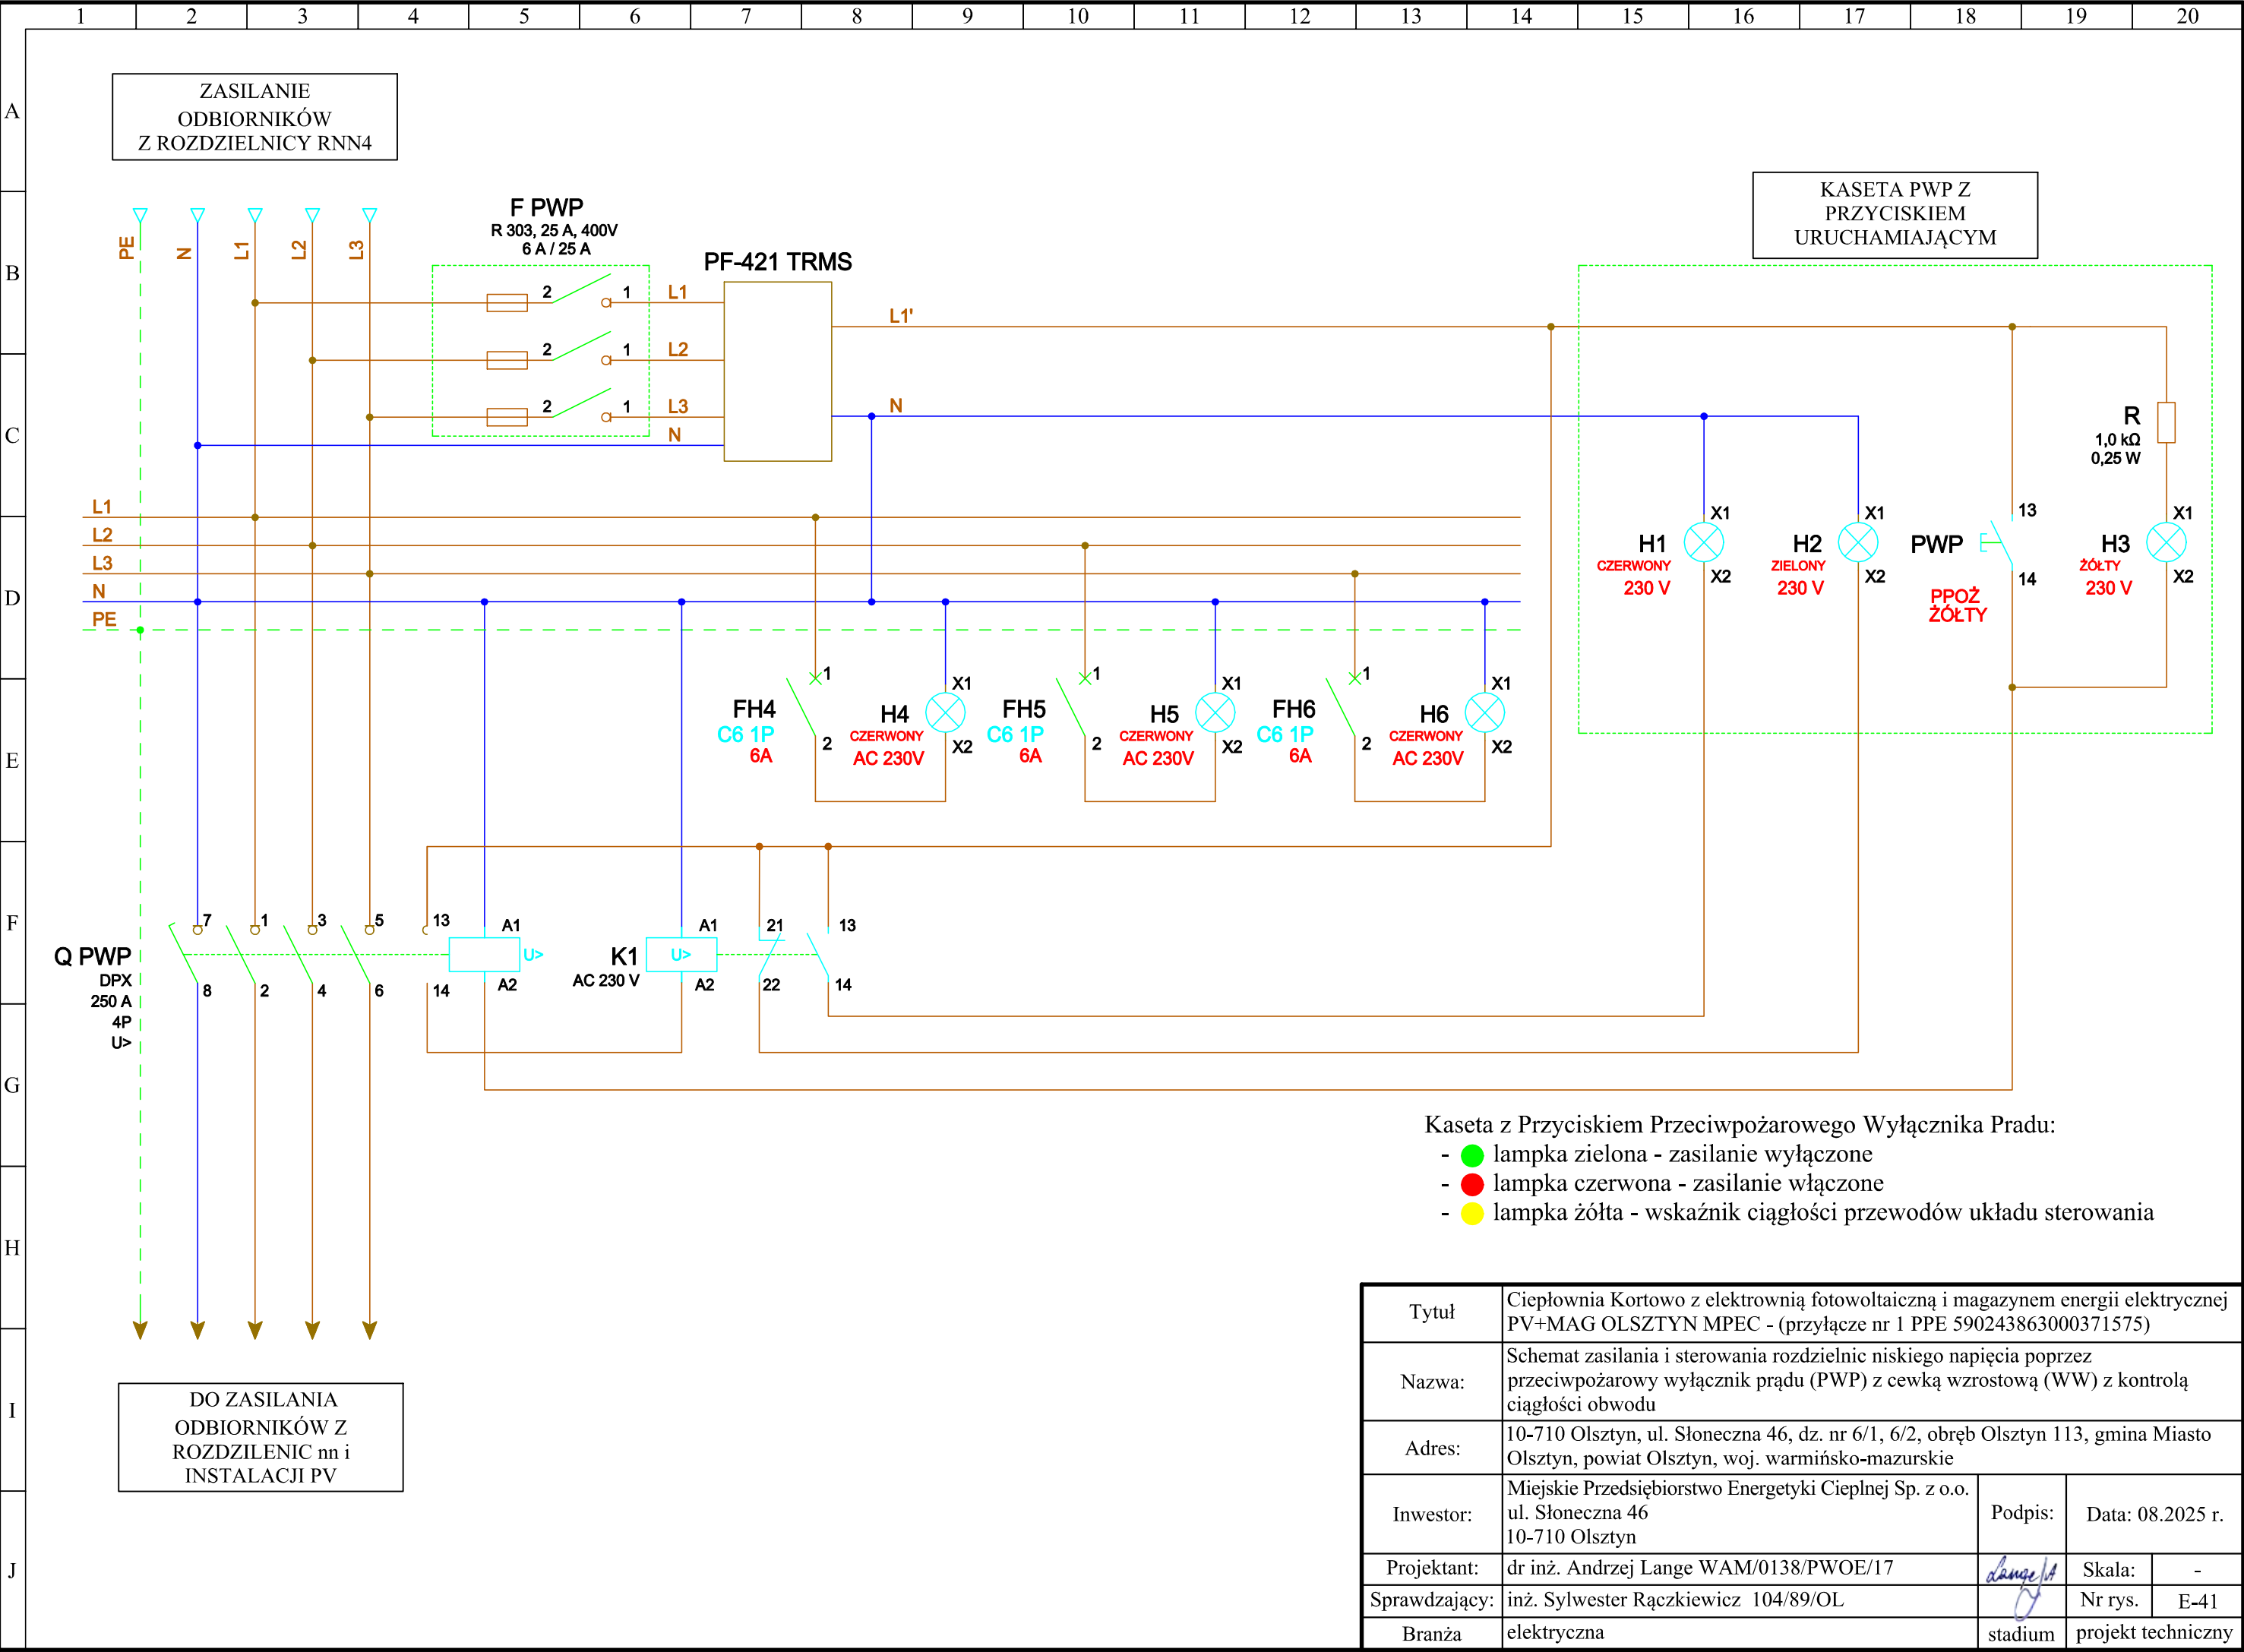 1 2 3 4 5 6 7 8 9 10 11 12 13 14 15 16 17 18 19 20
A
B
C
D
E
F
G
H
I
J
ZASILANIE
ODBIORNIKÓW
Z ROZDZIELNICY RNN4
PE
N
L1
L2
L3
F PWP
R 303, 25 A, 400V
6 A / 25 A
2 1 L1
2 1 L2
2 1 L3
N
PF-421 TRMS
L1'
N
KASETA PWP Z
PRZYCISKIEM
URUCHAMIAJĄCYM
R
1,0 kΩ
0,25 W
L1
L2
L3
N
PE
X1
H1
CZERWONY
X2
230 V
X1
H2
ZIELONY
X2
230 V
13
PWP
14
PPOŻ
ŻÓŁTY
X1
H3
ŻÓŁTY
X2
230 V
1
FH4
C6 1P
6A
2
X1
H4
CZERWONY
X2
AC 230V
1
FH5
C6 1P
6A
2
X1
H5
CZERWONY
X2
AC 230V
1
FH6
C6 1P
6A
2
X1
H6
CZERWONY
X2
AC 230V
7 1 3 5 13 A1
Q PWP
U>
DPX
250 A
4P
U>
8 2 4 6 14 A2
A1 21 13
K1
U>
AC 230 V
A2 22 14
Kaseta z Przyciskiem Przeciwpożarowego Wyłącznika Pradu:
- lampka zielona - zasilanie wyłączone
- lampka czerwona - zasilanie włączone
- lampka żółta - wskaźnik ciągłości przewodów układu sterowania
DO ZASILANIA
ODBIORNIKÓW Z
ROZDZILENIC nn i
INSTALACJI PV
Tytuł
Ciepłownia Kortowo z elektrownią fotowoltaiczną i magazynem energii elektrycznej
PV+MAG OLSZTYN MPEC - (przyłącze nr 1 PPE 590243863000371575)
Nazwa:
Schemat zasilania i sterowania rozdzielnic niskiego napięcia poprzez
przeciwpożarowy wyłącznik prądu (PWP) z cewką wzrostową (WW) z kontrolą
ciągłości obwodu
Adres:
10-710 Olsztyn, ul. Słoneczna 46, dz. nr 6/1, 6/2, obręb Olsztyn 113, gmina Miasto
Olsztyn, powiat Olsztyn, woj. warmińsko-mazurskie
Inwestor:
Miejskie Przedsiębiorstwo Energetyki Cieplnej Sp. z o.o.
ul. Słoneczna 46
10-710 Olsztyn
Podpis:
Data: 08.2025 r.
Projektant: dr inż. Andrzej Lange WAM/0138/PWOE/17
Lange A
Skala: -
Sprawdzający: inż. Sylwester Rączkiewicz 104/89/OL
Nr rys. E-41
Branża elektryczna
stadium projekt techniczny